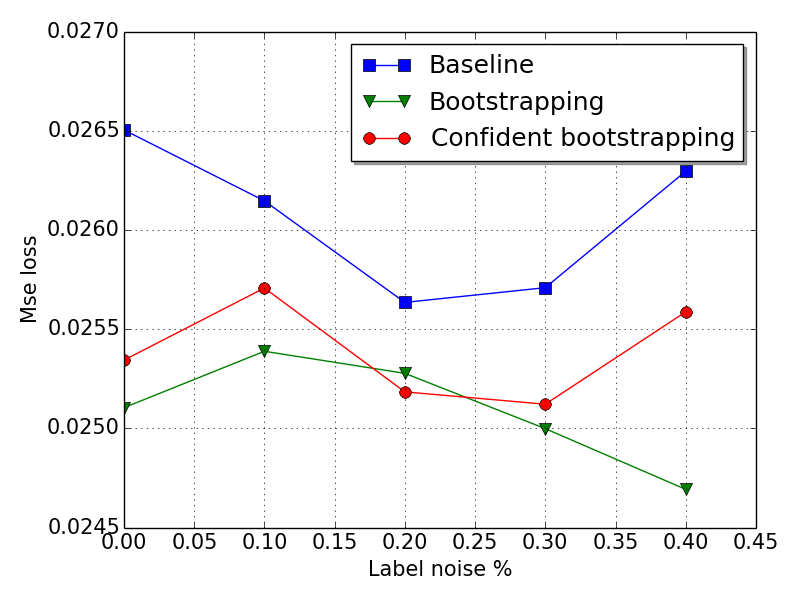 0.0270
0.0265
0.0260
0.0255
0.0250
0.0245
Mse loss
Baseline
Bootstrapping
Confident bootstrapping
0.00 0.05 0.10 0.15 0.20 0.25 0.30 0.35 0.40 0.45
Label noise %